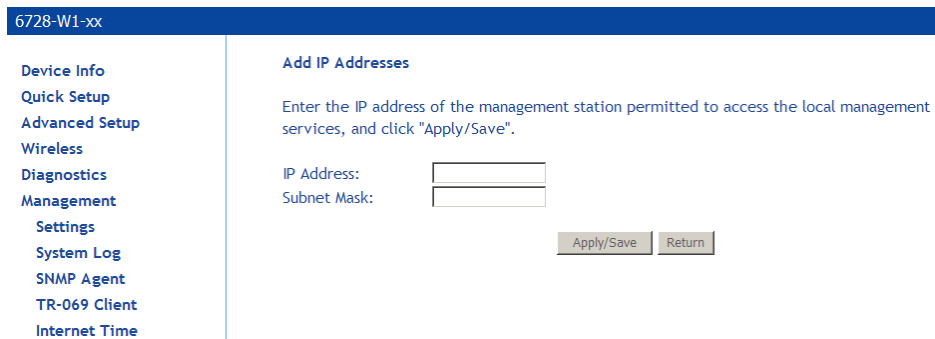 6728-W1-xx
Device Info
Quick Setup
Advanced Setup
Wireless
Diagnostics
Management
Settings
System Log
SNMP Agent
TR-069 Client
Internet Time
Add IP Addresses
Enter the IP address of the management station permitted to access the local management
services, and click "Apply/Save".
IP Address:
Subnet Mask:
Apply/Save Return